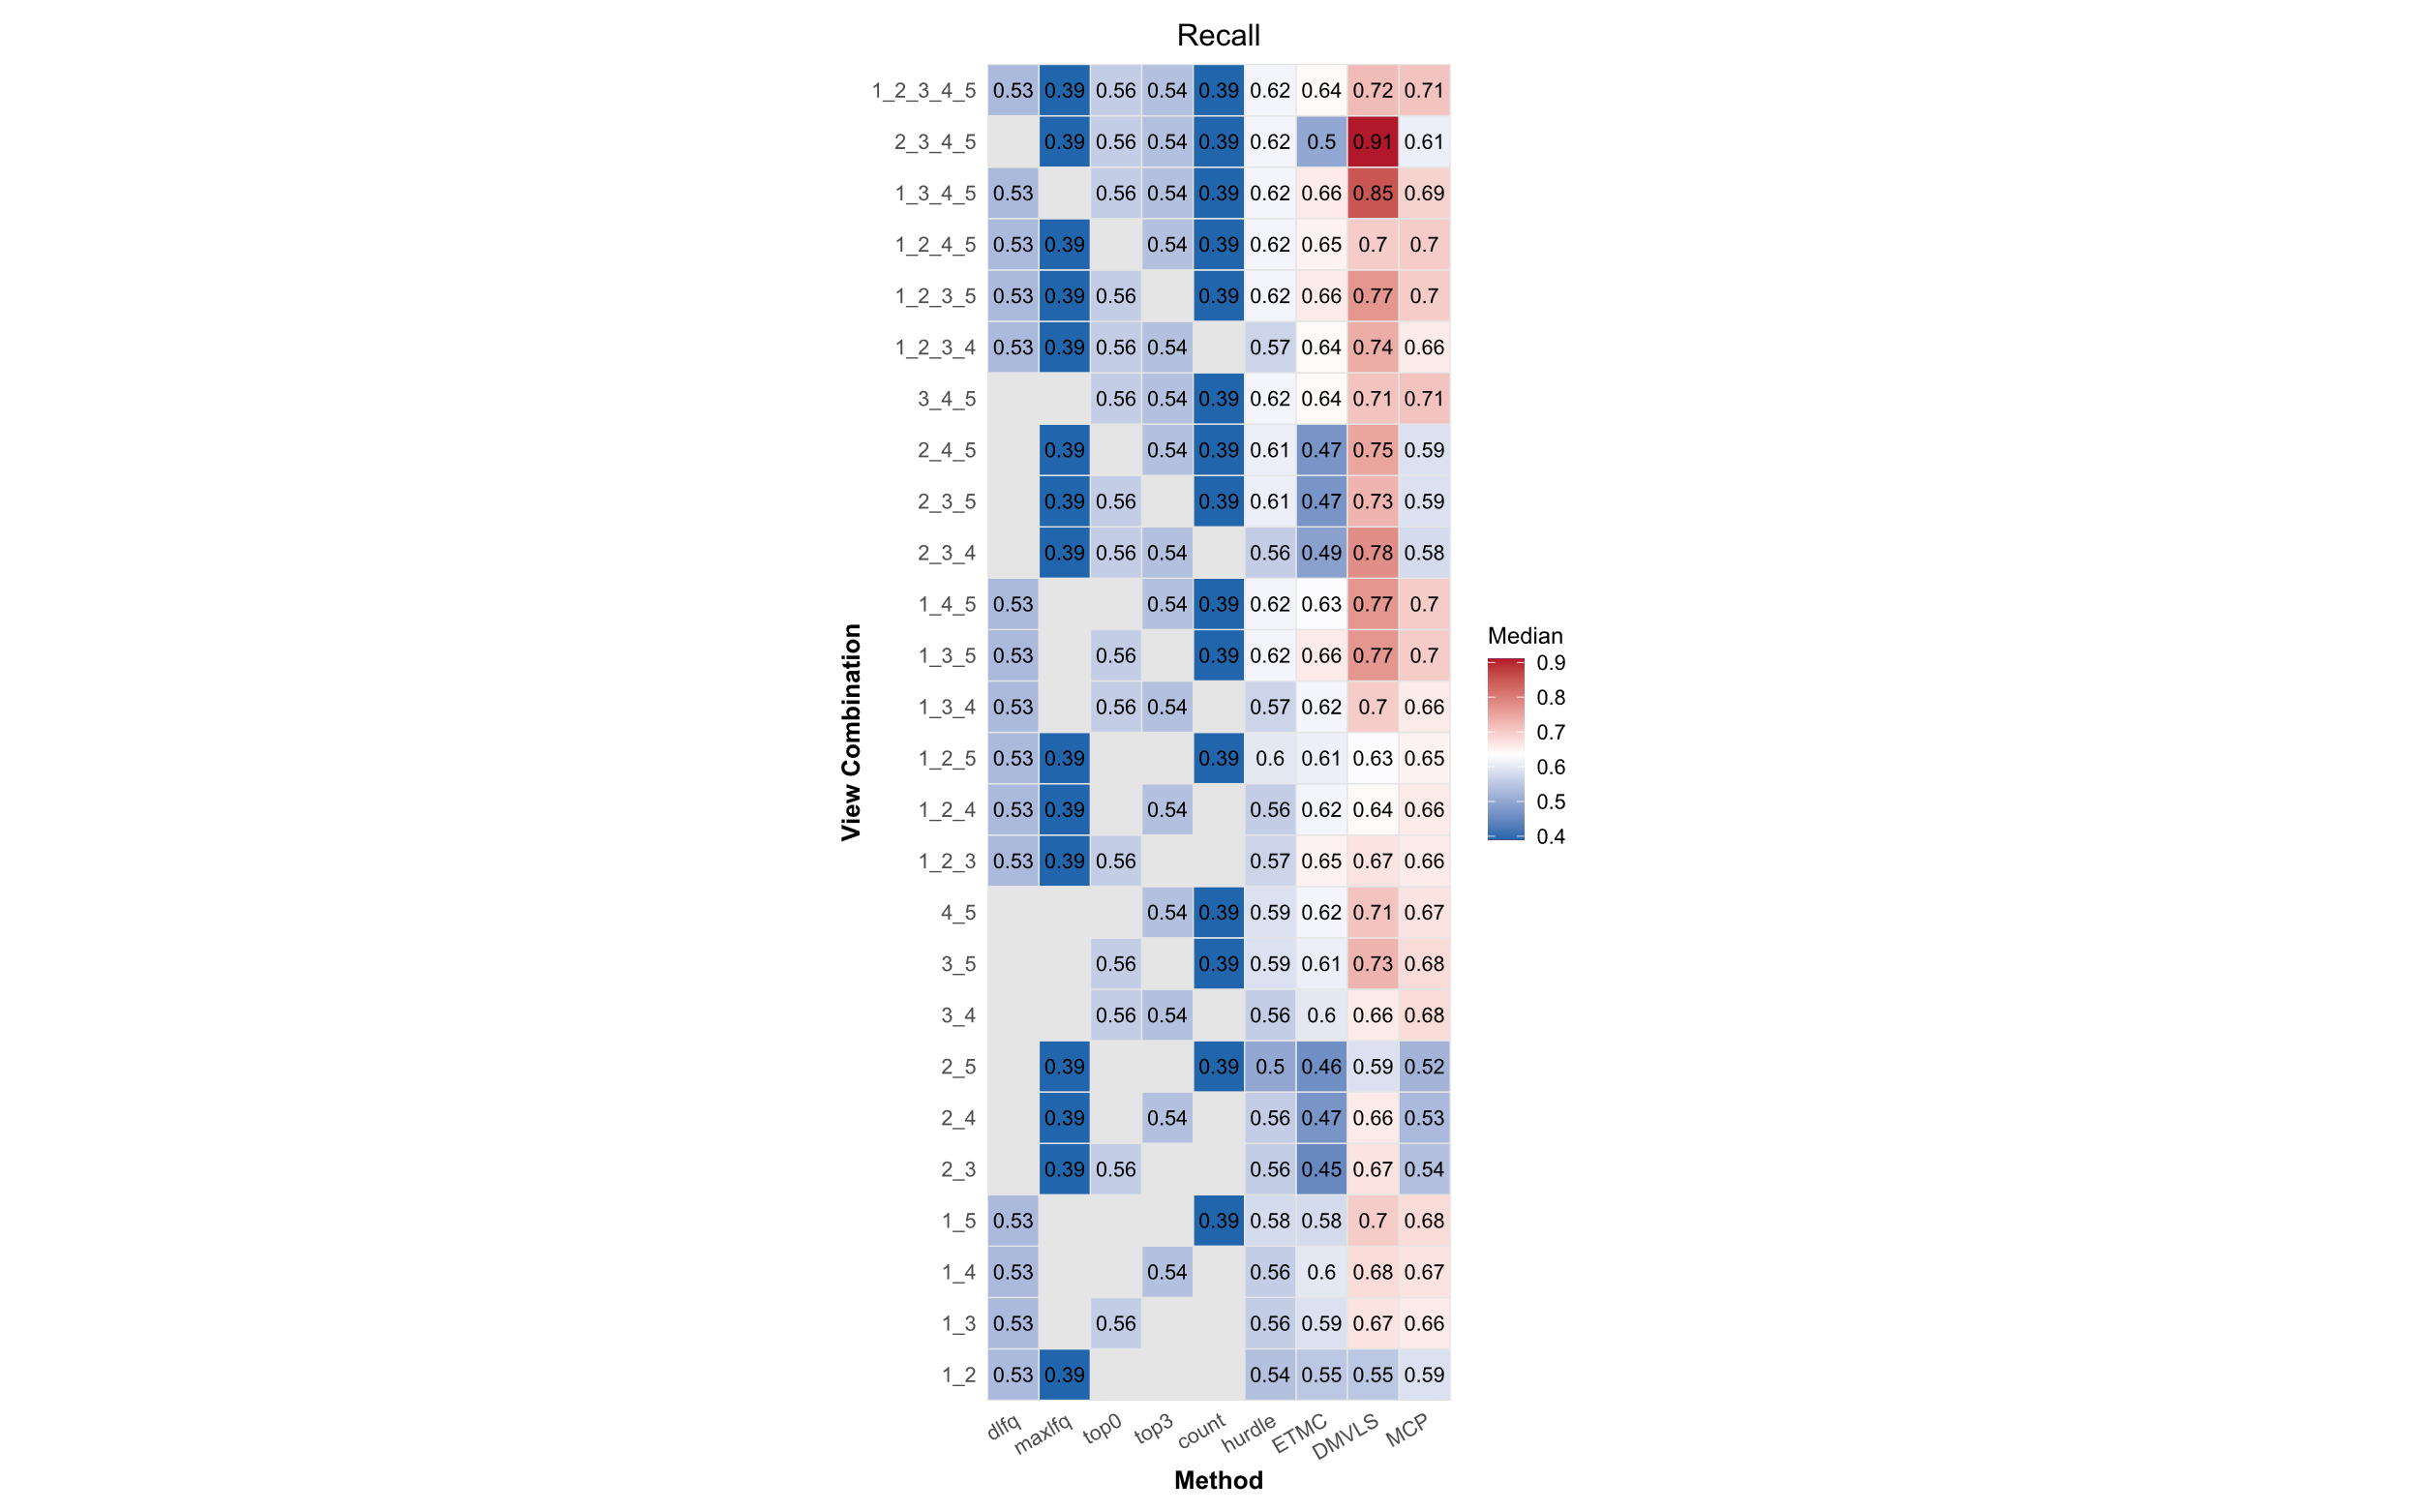 Recall
1_2_3_4_5 0.53 0.39 0.56 0.54 0.39 0.62 0.64 0.72 0.71
2_3_4_5 0.39 0.56 0.54 0.39 0.62 0.5 0.91 0.61
1_3_4_5 0.53 0.56 0.54 0.39 0.62 0.66 0.85 0.69
1_2_4_5 0.53 0.39 0.54 0.39 0.62 0.65 0.7 0.7
1_2_3_5 0.53 0.39 0.56 0.39 0.62 0.66 0.77 0.7
1_2_3_4 0.53 0.39 0.56 0.54 0.57 0.64 0.74 0.66
3_4_5 0.56 0.54 0.39 0.62 0.64 0.71 0.71
2_4_5 0.39 0.54 0.39 0.61 0.47 0.75 0.59
2_3_5 0.39 0.56 0.39 0.61 0.47 0.73 0.59
2_3_4 0.39 0.56 0.54 0.56 0.49 0.78 0.58
1_4_5 0.53 0.54 0.39 0.62 0.63 0.77 0.7
1_3_5 0.53 0.56 0.39 0.62 0.66 0.77 0.7
1_3_4 0.53 0.56 0.54 0.57 0.62 0.7 0.66
1_2_5 0.53 0.39 0.39 0.6 0.61 0.63 0.65
1_2_4 0.53 0.39 0.54 0.56 0.62 0.64 0.66
1_2_3 0.53 0.39 0.56 0.57 0.65 0.67 0.66
4_5 0.54 0.39 0.59 0.62 0.71 0.67
3_5 0.56 0.39 0.59 0.61 0.73 0.68
3_4 0.56 0.54 0.56 0.6 0.66 0.68
2_5 0.39 0.39 0.5 0.46 0.59 0.52
2_4 0.39 0.54 0.56 0.47 0.66 0.53
2_3 0.39 0.56 0.56 0.45 0.67 0.54
1_5 0.53 0.39 0.58 0.58 0.7 0.68
1_4 0.53 0.54 0.56 0.6 0.68 0.67
1_3 0.53 0.56 0.56 0.59 0.67 0.66
1_2 0.53 0.39 0.54 0.55 0.55 0.59
dlfq maxlfq top0 top3 count hurdle ETMC DMVLS MCP
Method
View Combination
Median
0.9
0.8
0.7
0.6
0.5
0.4